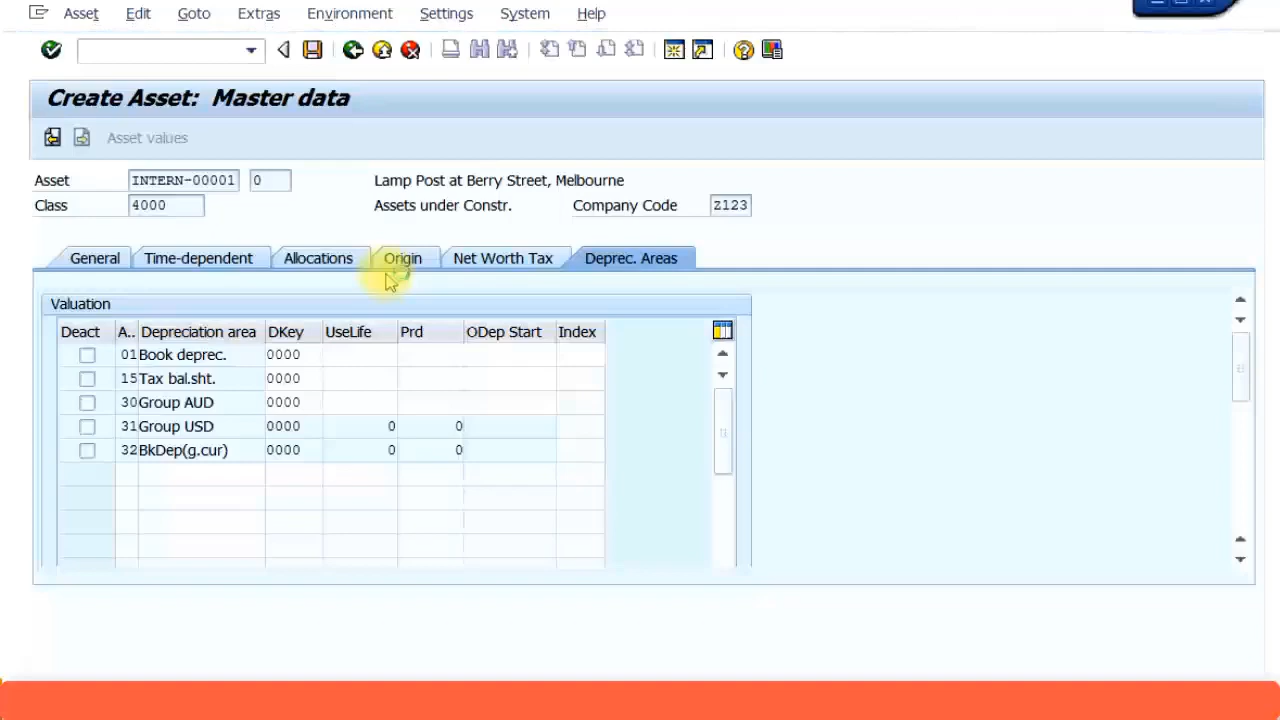 Asset Edit Goto Extras Environment Settings System Help
Create Asset: Master data
Asset values
Asset INTERN-00001 0 Lamp Post at Berry Street, Melbourne
Class 4000 Assets under Constr. Company Code Z123
General Time-dependent Allocations Origin Net Worth Tax Deprec. Areas
Valuation
Deact A.. Depreciation area DKey UseLife Prd ODep Start Index
01 Book deprec. 0000
15 Tax bal.sht. 0000
30 Group AUD 0000
31 Group USD 0000 0 0
32 BkDep(g.cur) 0000 0 0